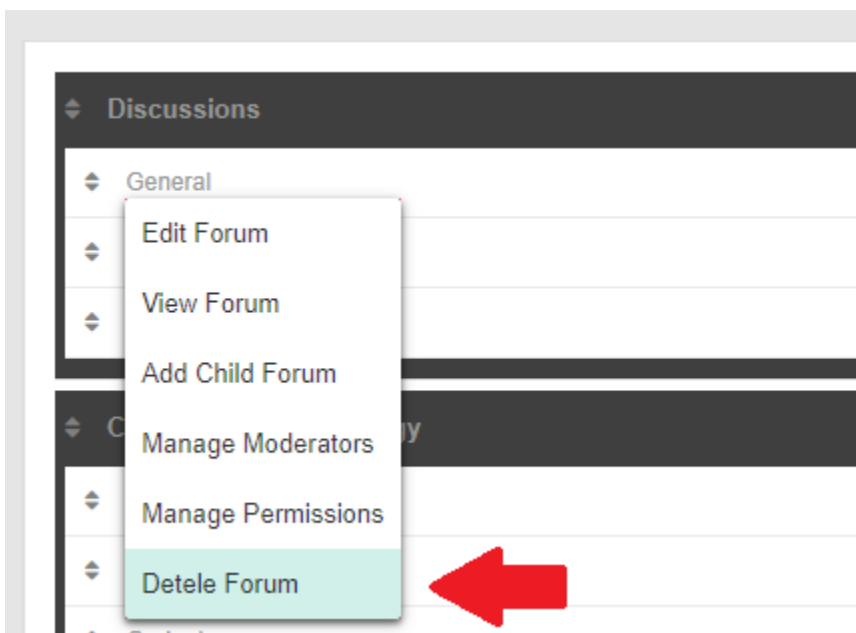 Discussions
General
Edit Forum
View Forum
Add Child Forum
Manage Moderators
Manage Permissions
Detele Forum